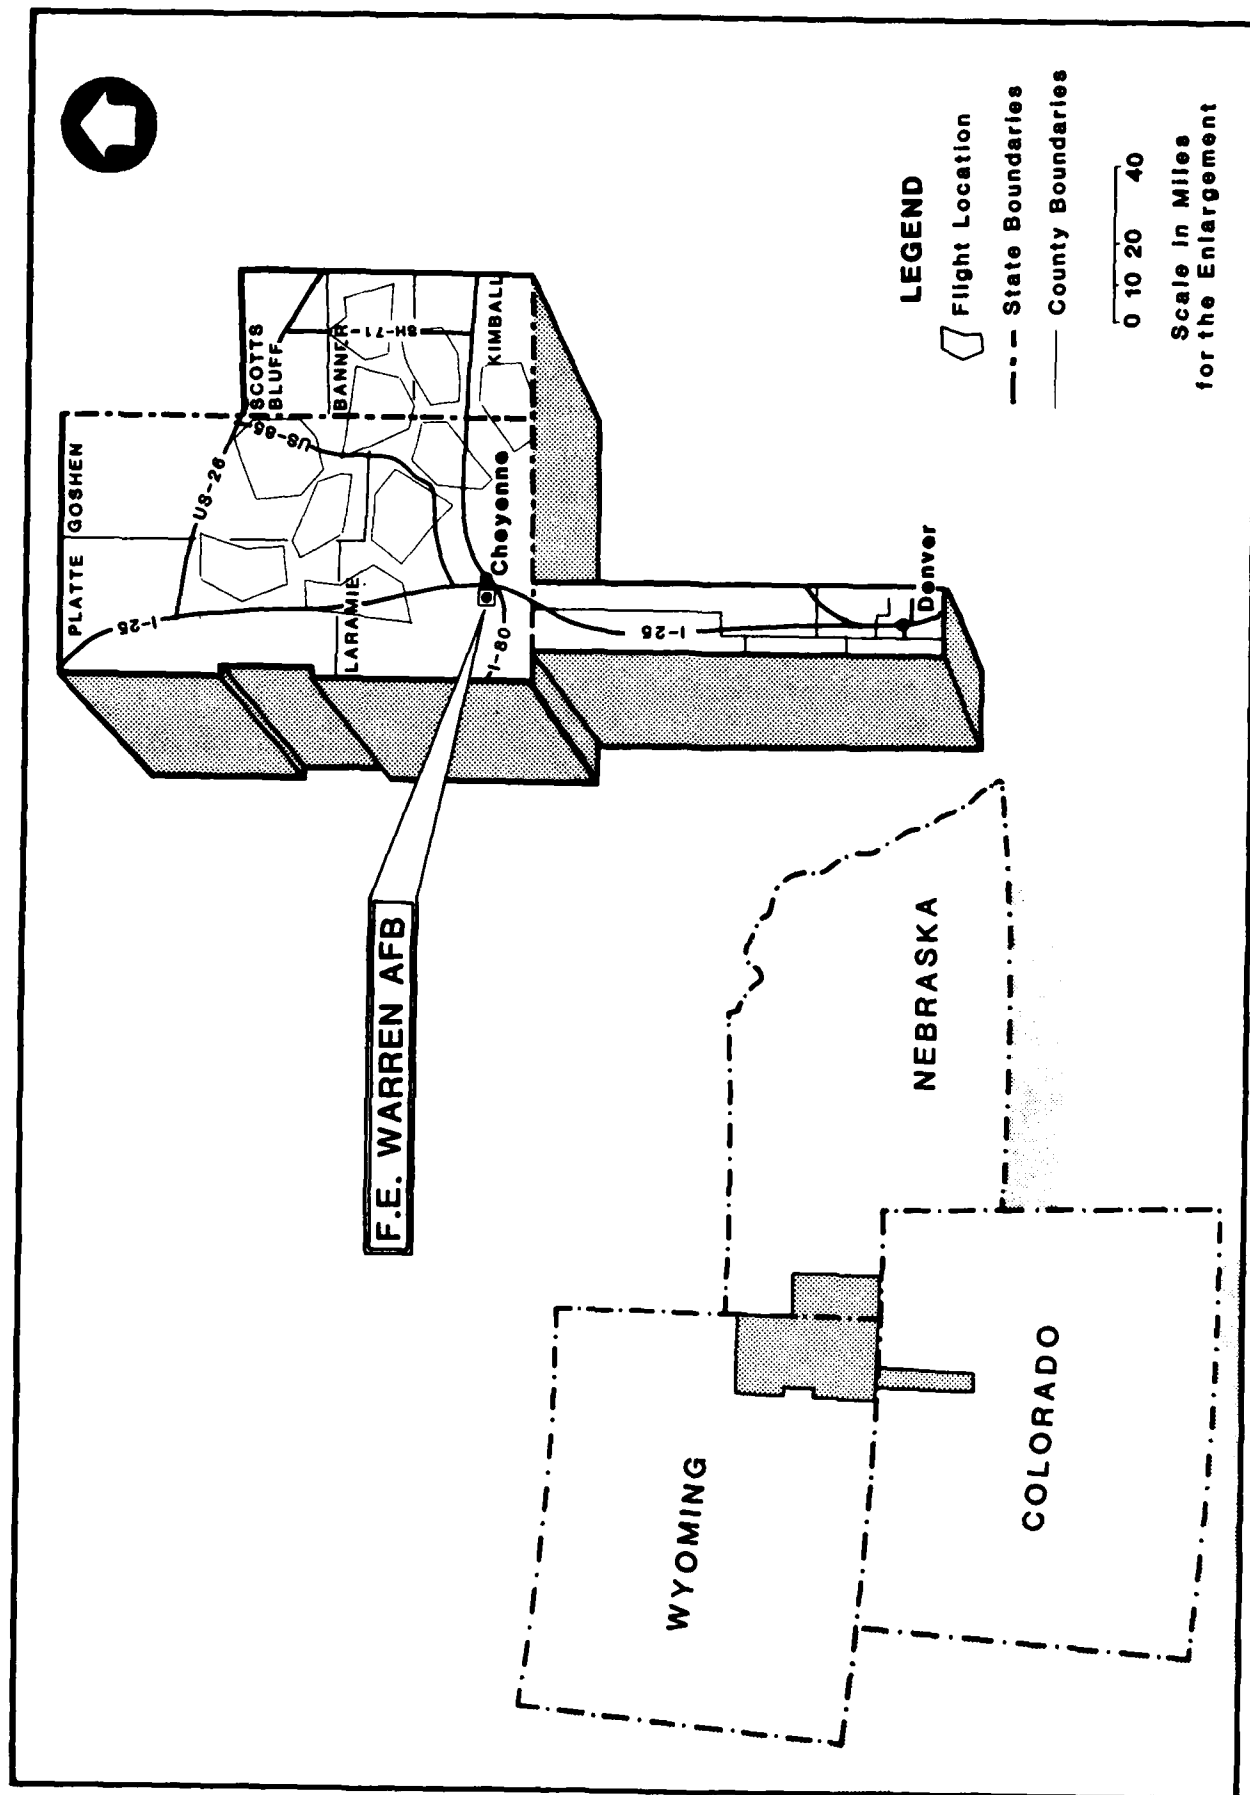 PLATTE
GOSHEN
I-25
US-26
US-85
SCOTTS
BLUFF
BANNER
SH-71
LARAMIE
KIMBALL
Cheyenne
I-80
I-25
Denver
F.E. WARREN AFB
WYOMING
NEBRASKA
COLORADO
LEGEND
Flight Location
State Boundaries
County Boundaries
0 10 20 40
Scale in Miles
for the Enlargement